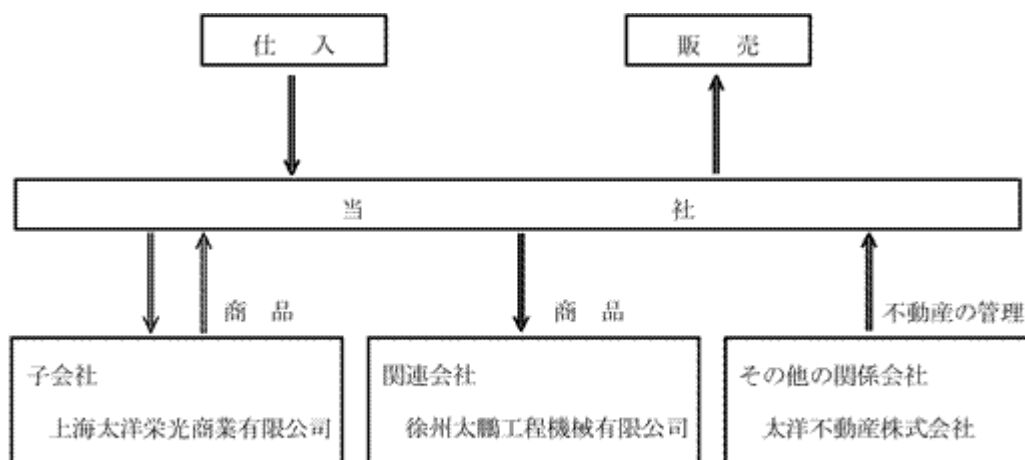 仕　入
販　売
当　社
商　品
商　品
不動産の管理
子会社
上海太洋栄光商業有限公司
関連会社
徐州太鵬工程機械有限公司
その他の関係会社
太洋不動産株式会社